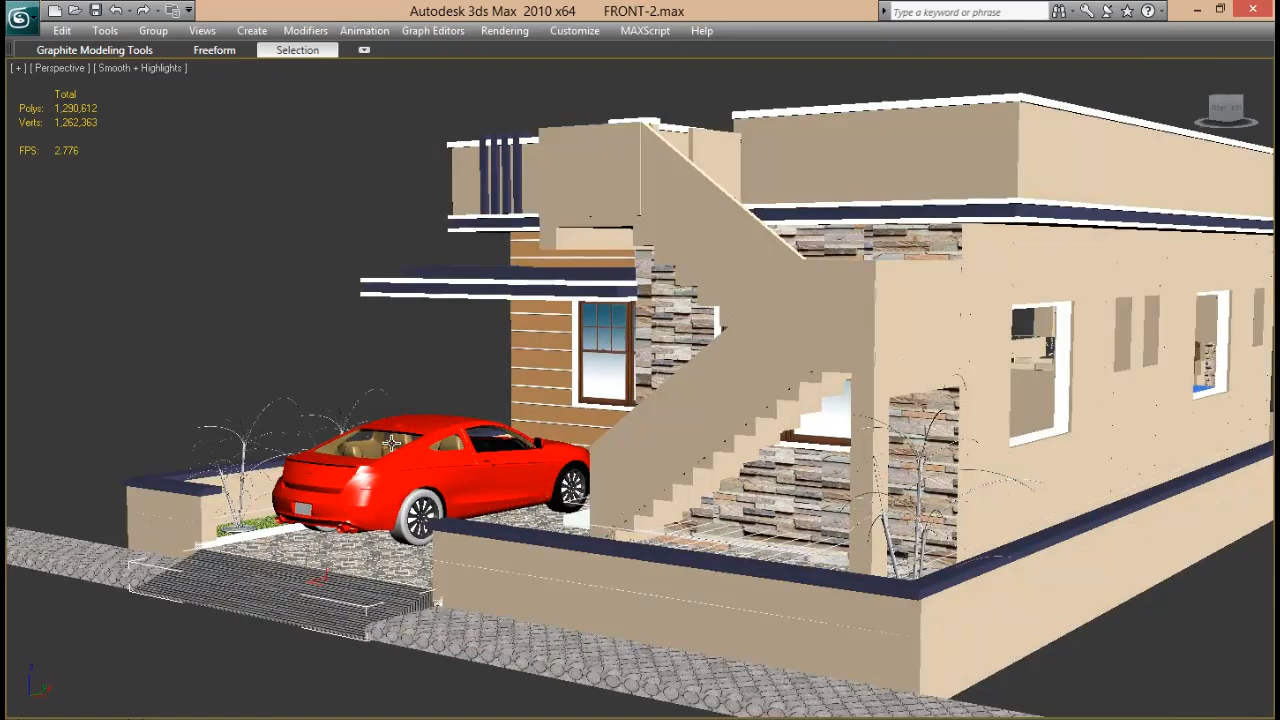 Autodesk 3ds Max 2010 x64 FRONT-2.max
Type a keyword or phrase
Edit Tools Group Views Create Modifiers Animation Graph Editors Rendering Customize MAXScript Help
Graphite Modeling Tools Freeform Selection
[ + ] [ Perspective ] [ Smooth + Highlights ]
Total
Polys: 1,290,612
Verts: 1,262,363
FPS: 2.776